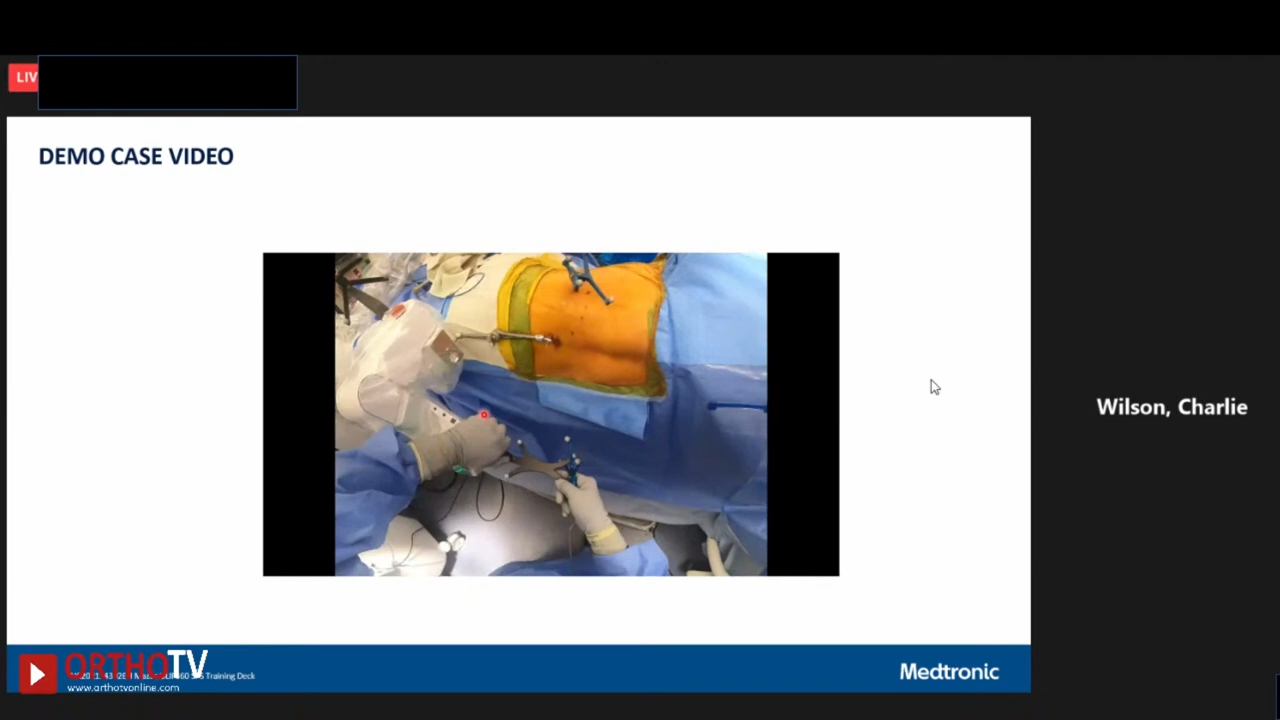 LIV
DEMO CASE VIDEO
Wilson, Charlie
ORTHOTV
Training Deck
www.orthotvonline.com
Medtronic